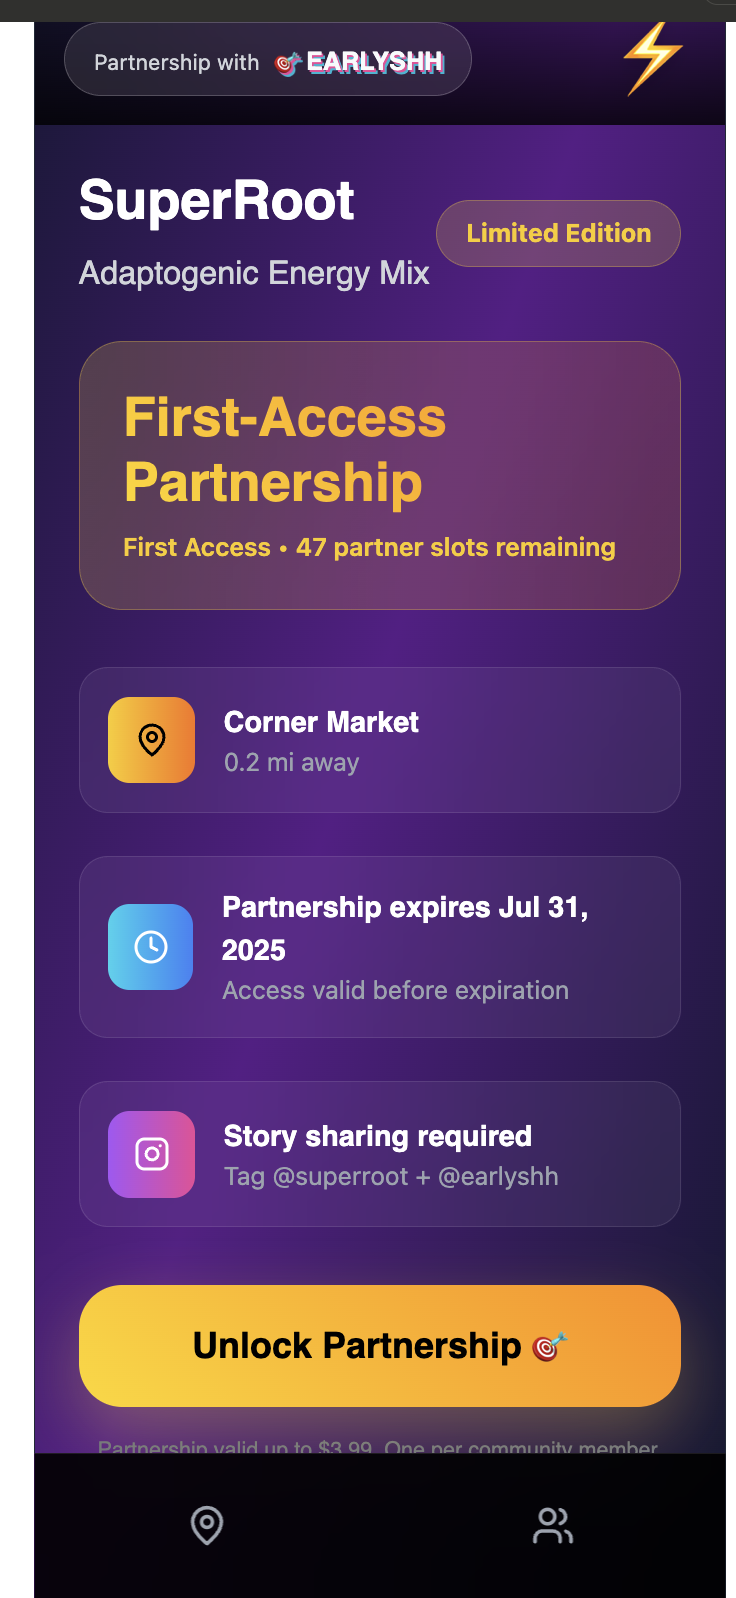 Partnership with 🎯 EARLYSHH
SuperRoot
Limited Edition
Adaptogenic Energy Mix
First-Access
Partnership
First Access • 47 partner slots remaining
Corner Market
0.2 mi away
Partnership expires Jul 31,
2025
Access valid before expiration
Story sharing required
Tag @superroot + @earlyshh
Unlock Partnership 🎯
Partnership valid up to $3.99. One per community member